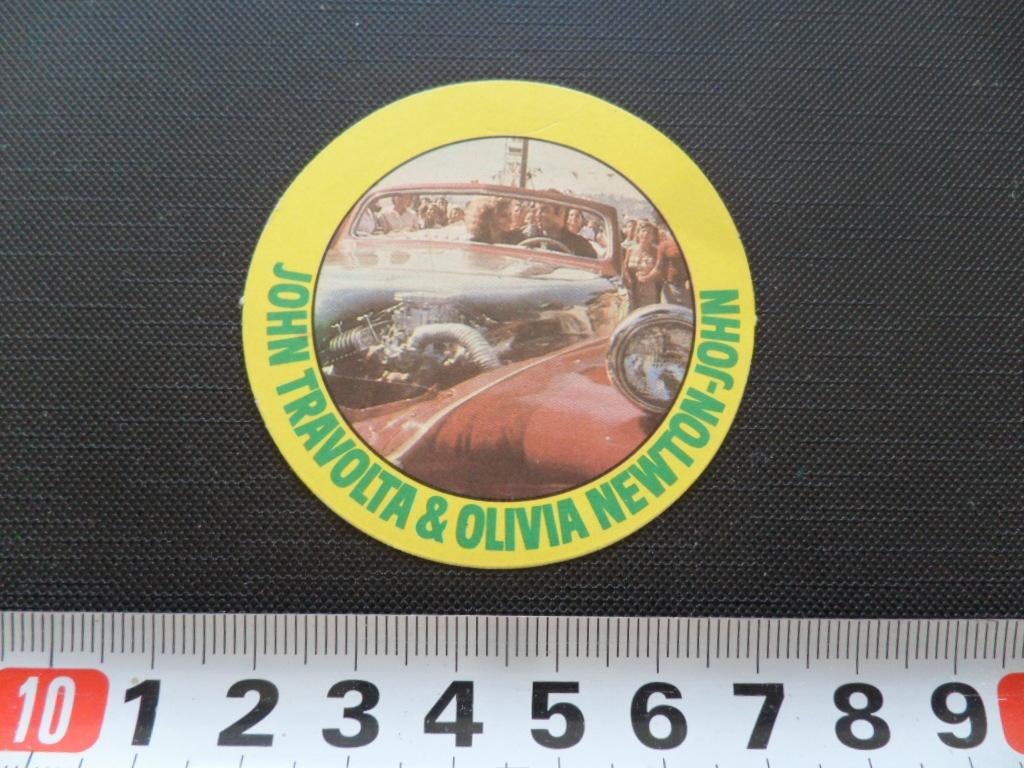 JOHN TRAVOLTA & OLIVIA NEWTON-JOHN
10 1 2 3 4 5 6 7 8 9